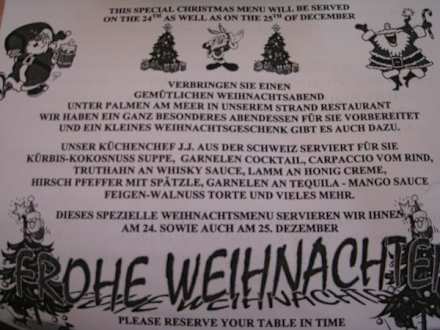 THIS SPECIAL CHRISTMAS MENU WILL BE SERVED
ON THE 24TH AS WELL AS ON THE 25TH OF DECEMBER
VERBRINGEN SIE EINEN
GEMÜTLICHEN WEIHNACHTSABEND
UNTER PALMEN AM MEER IN UNSEREM STRAND RESTAURANT
WIR HABEN EIN GANZ BESONDERES ABENDESSEN FÜR SIE VORBEREITET
UND EIN KLEINES WEIHNACHTSGESCHENK GIBT ES AUCH DAZU.
UNSER KÜCHENCHEF J.J. AUS DER SCHWEIZ SERVIERT FÜR SIE
KÜRBIS-KOKOSNUSS SUPPE, GARNELEN COCKTAIL, CARPACCIO VOM RIND,
TRUTHAHN AN WHISKY SAUCE, LAMM AN HONIG CREME,
HIRSCH PFEFFER MIT SPÄTZLE, GARNELEN AN TEQUILA - MANGO SAUCE
FEIGEN-WALNUSS TORTE UND VIELES MEHR.
DIESES SPEZIELLE WEIHNACHTSMENU SERVIEREN WIR IHNEN
AM 24. SOWIE AUCH AM 25. DEZEMBER
FROHE WEIHNACHTEN
PLEASE RESERVE YOUR TABLE IN TIME